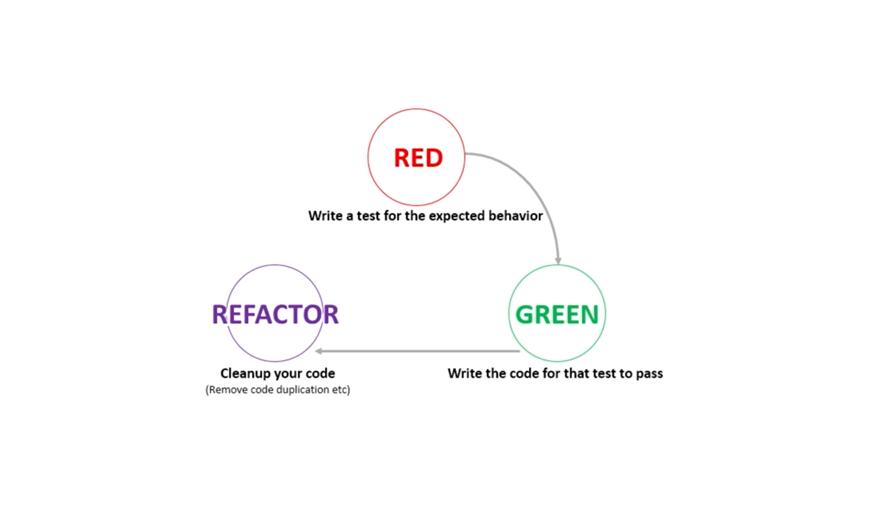 RED
Write a test for the expected behavior
REFACTOR
GREEN
Cleanup your code
(Remove code duplication etc)
Write the code for that test to pass